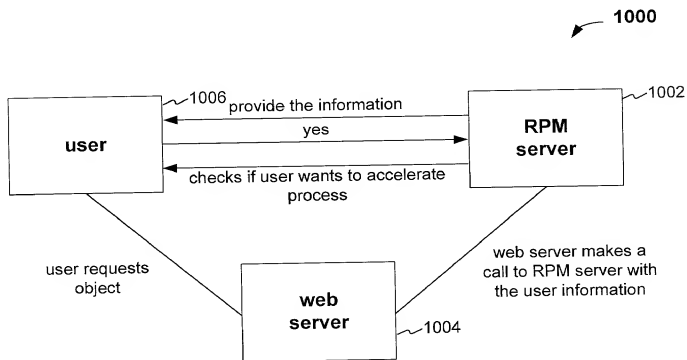 1000
1006
provide the information
1002
yes
user
RPM
server
checks if user wants to accelerate
process
user requests
object
web server makes a
call to RPM server with
the user information
web
server
1004